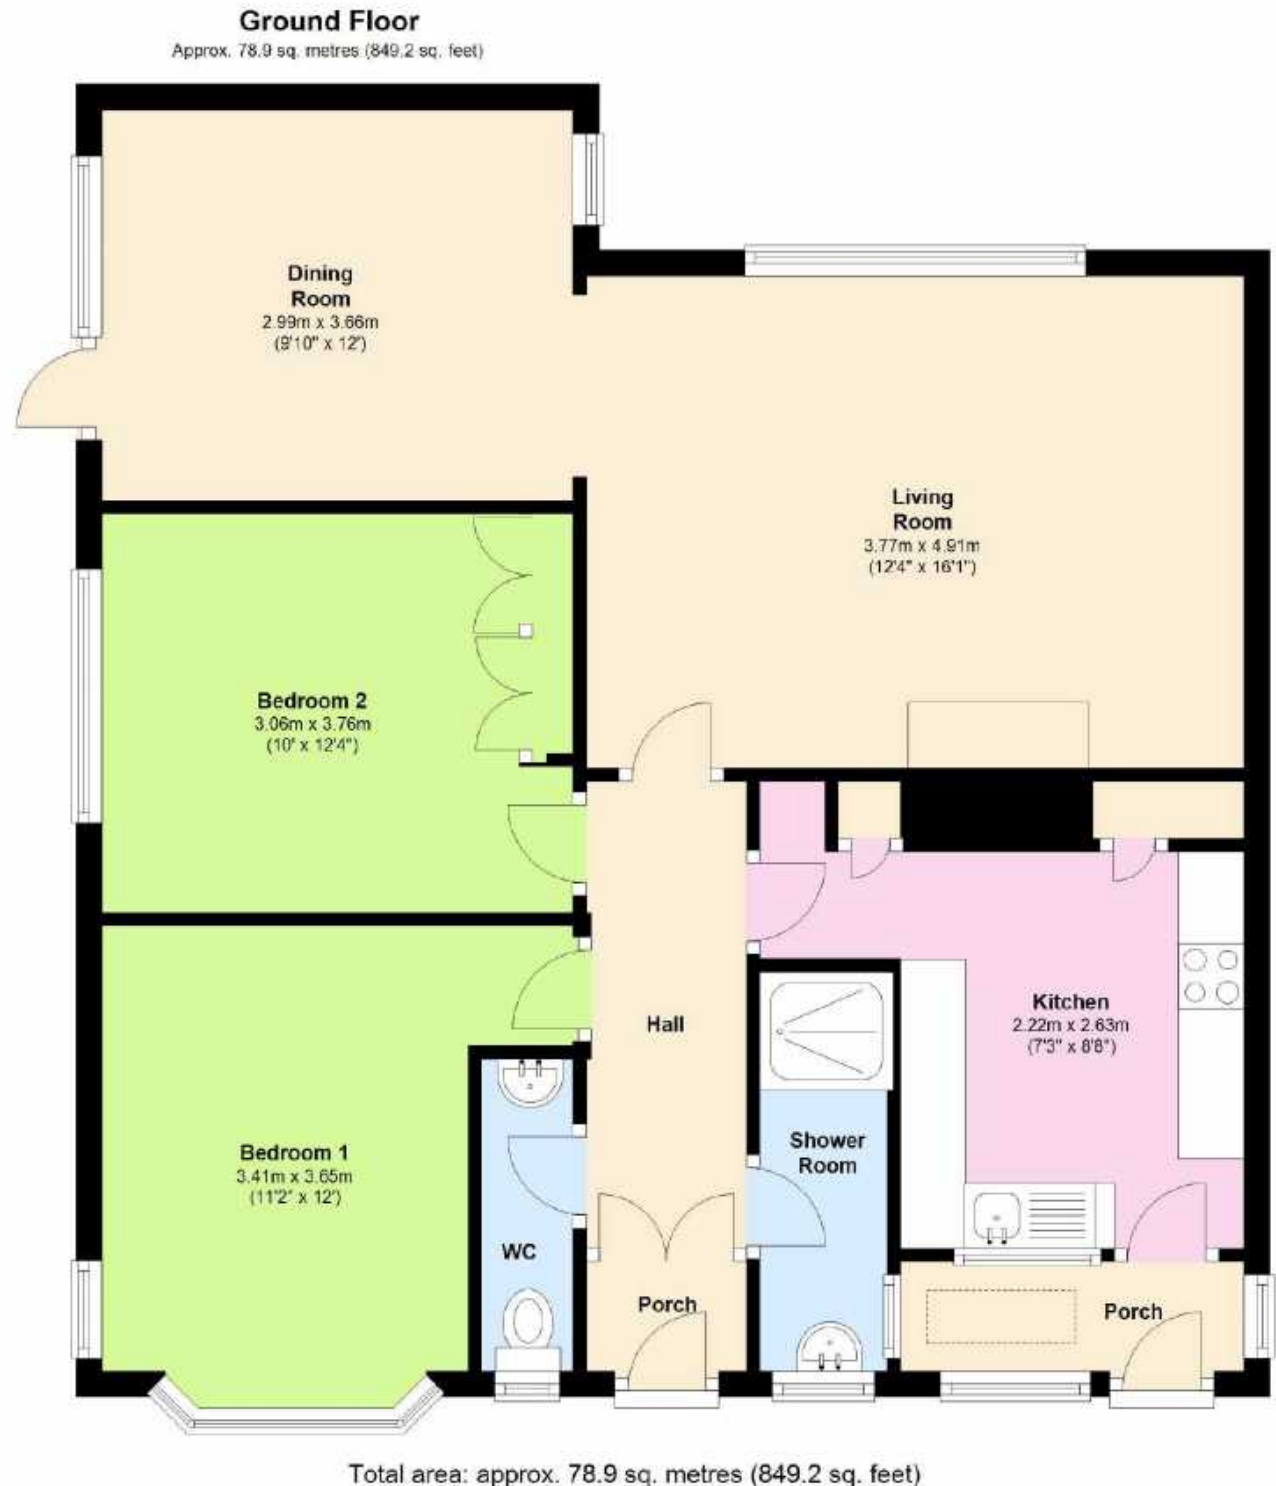 Ground Floor
Approx. 78.9 sq. metres (849.2 sq. feet)
Dining
Room
2.99m x 3.66m
(9'10" x 12')
Living
Room
3.77m x 4.91m
(12'4" x 16'1")
Bedroom 2
3.06m x 3.76m
(10' x 12'4")
Hall
Kitchen
2.22m x 2.63m
(7'3" x 8'8")
Bedroom 1
3.41m x 3.65m
(11'2" x 12')
Shower
Room
WC
Porch
Porch
Total area: approx. 78.9 sq. metres (849.2 sq. feet)